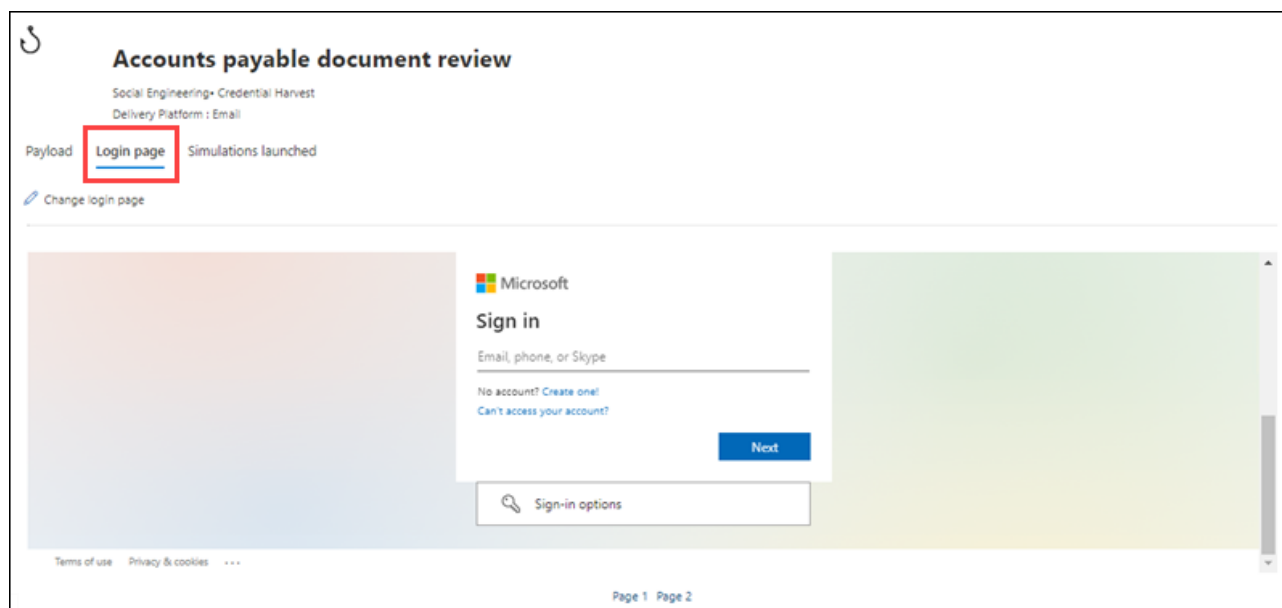 Accounts payable document review
Social Engineering• Credential Harvest
Delivery Platform : Email
Payload Login page Simulations launched
Change login page
Microsoft
Sign in
Email, phone, or Skype
No account? Create one!
Can't access your account?
Next
Sign-in options
Terms of use Privacy & cookies ...
Page 1 Page 2